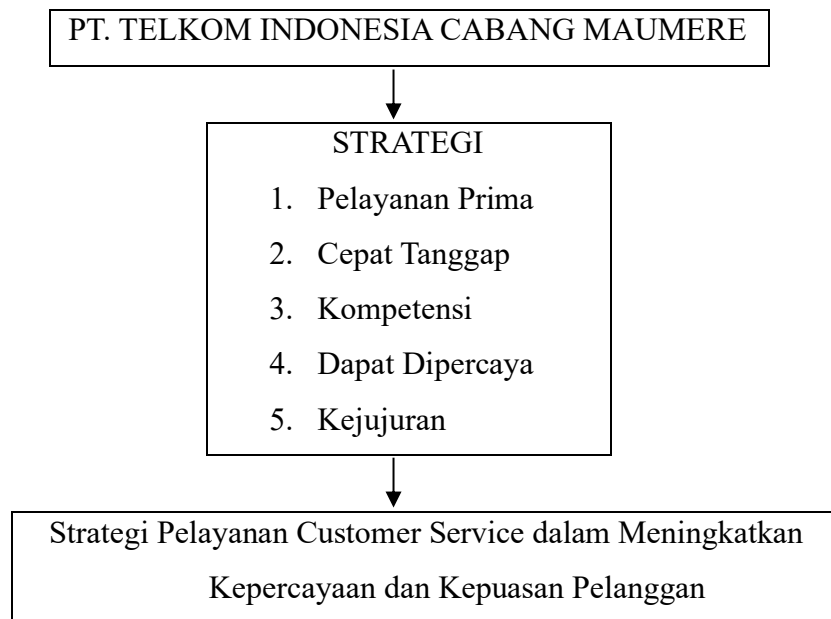 PT. TELKOM INDONESIA CABANG MAUMERE
STRATEGI
1. Pelayanan Prima
2. Cepat Tanggap
3. Kompetensi
4. Dapat Dipercaya
5. Kejujuran
Strategi Pelayanan Customer Service dalam Meningkatkan
Kepercayaan dan Kepuasan Pelanggan